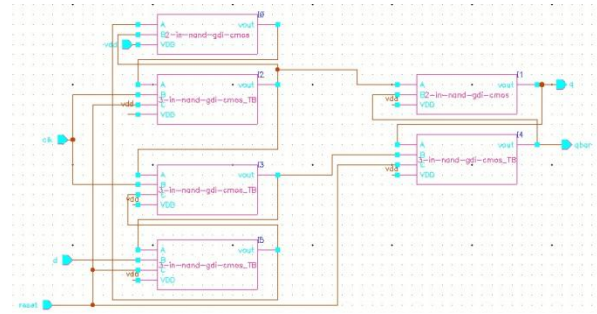 I0
A vout
B 2-in-nand-gdi-cmos
vdd VDD
I2
A vout
B
3-in-nand-gdi-cmos_TB
C
vdd
VDD
I1
A vout q
B 2-in-nand-gdi-cmos
vdd
VDD
clk
I4
A vout qbar
B
3-in-nand-gdi-cmos_TB
C
vdd
VDD
I3
A vout
B
3-in-nand-gdi-cmos_TB
C
vdd
VDD
I5
A vout
d B
3-in-nand-gdi-cmos_TB
C
vdd
VDD
reset